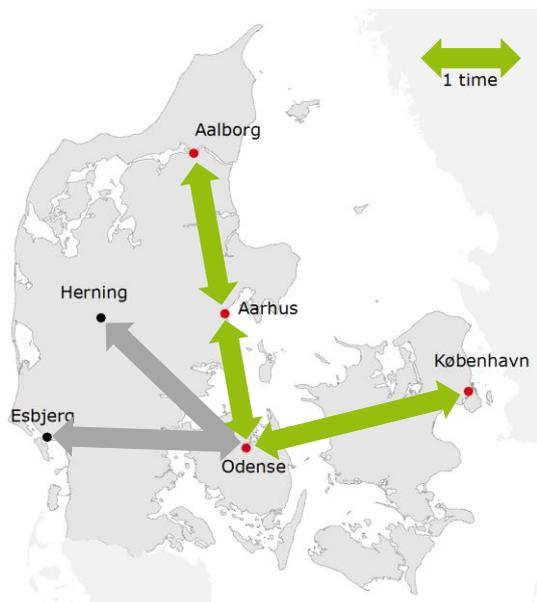 1 time
Aalborg
Herning
Aarhus
København
Esbjerg
Odense